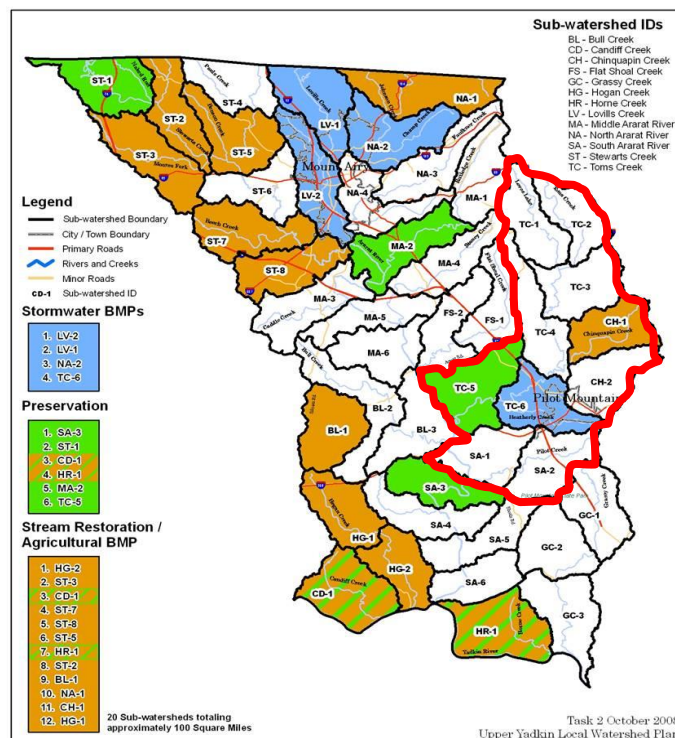 Sub-watershed IDs
BL - Bull Creek
CD - Candiff Creek
CH - Chinquapin Creek
FS - Flat Shoal Creek
GC - Grassy Creek
HG - Hogan Creek
HR - Horne Creek
LV - Lovills Creek
MA - Middle Ararat River
NA - North Ararat River
SA - South Ararat River
ST - Stewarts Creek
TC - Toms Creek
ST-1
ST-2
ST-4
LV-1
NA-1
ST-3
ST-5
NA-2
Faulkner Creek
Mount Airy
NA-3
ST-6
LV-2
NA-4
MA-1
TC-1
TC-2
ST-7
MA-2
ST-8
MA-4
Flat Shoal Creek
TC-3
MA-3
MA-5
FS-2
FS-1
TC-4
CH-1
Chinquapin Creek
Caddle Creek
Bull Creek
MA-6
TC-5
TC-6
CH-2
Pilot Mountain
Heatherly Creek
BL-1
BL-2
BL-3
SA-1
Pilot Creek
SA-2
SA-3
GC-1
Grassy Creek
HG-1
SA-4
SA-5
GC-2
HG-2
SA-6
Candiff Creek
CD-1
HR-1
Horne Creek
GC-3
Yadkin River
Legend
Sub-watershed Boundary
City / Town Boundary
Primary Roads
Rivers and Creeks
Minor Roads
CD-1 Sub-watershed ID
Stormwater BMPs
1. LV-2
2. LV-1
3. NA-2
4. TC-6
Preservation
1. SA-3
2. ST-1
3. CD-1
4. HR-1
5. MA-2
6. TC-5
Stream Restoration /
Agricultural BMP
1. HG-2
2. ST-3
3. CD-1
4. ST-7
5. ST-8
6. ST-5
7. HR-1
8. ST-2
9. BL-1
10. NA-1
11. CH-1
12. HG-1
20 Sub-watersheds totaling
approximately 100 Square Miles
Task 2 October 2008
Upper Yadkin Local Watershed Plan